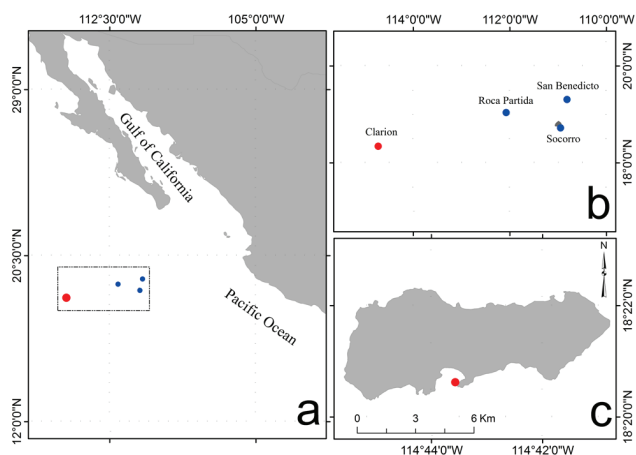 112°30'0"W
105°0'0"W
29°0'0"N
20°30'0"N
12°0'0"N
Gulf of California
Pacific Ocean
a
114°0'0"W
112°0'0"W
110°0'0"W
20°0'0"N
18°0'0"N
San Benedicto
Roca Partida
Clarion
Socorro
b
N
18°22'0"N
18°20'0"N
0 3 6 Km
c
114°44'0"W
114°42'0"W